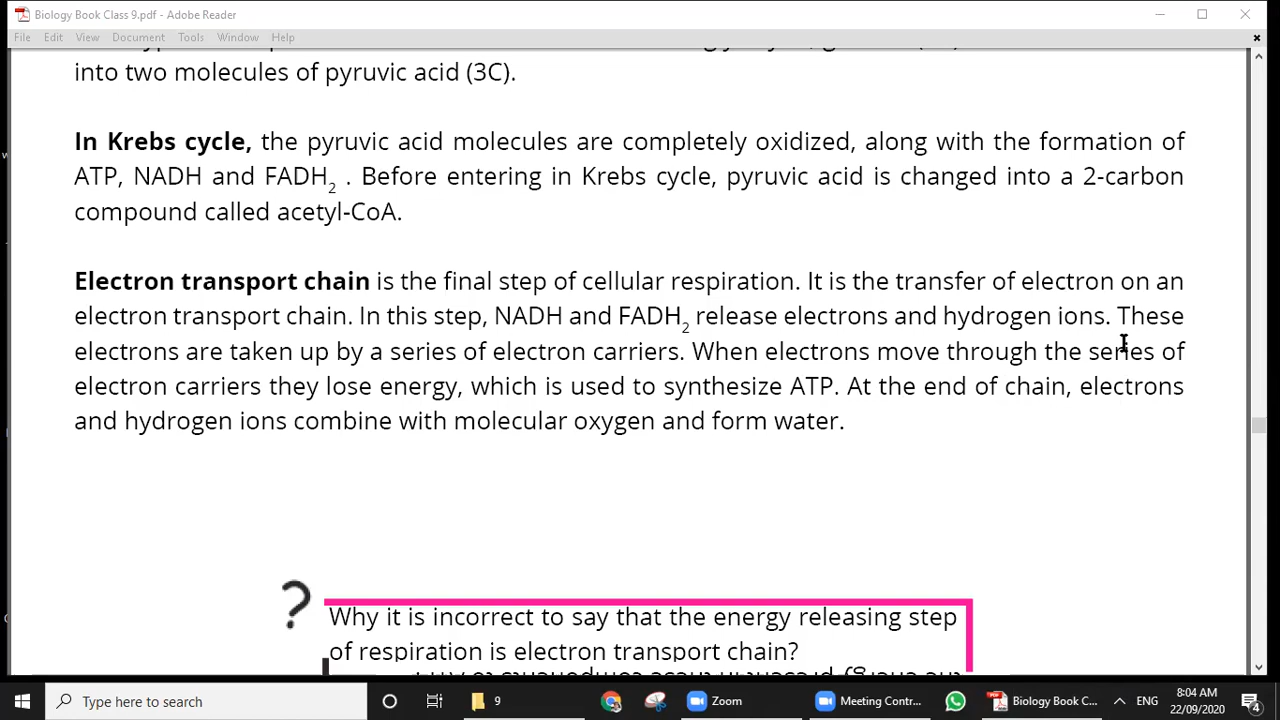 Biology Book Class 9.pdf - Adobe Reader
File Edit View Document Tools Window Help
into two molecules of pyruvic acid (3C).
In Krebs cycle, the pyruvic acid molecules are completely oxidized, along with the formation of
ATP, NADH and FADH2 . Before entering in Krebs cycle, pyruvic acid is changed into a 2-carbon
compound called acetyl-CoA.
Electron transport chain is the final step of cellular respiration. It is the transfer of electron on an
electron transport chain. In this step, NADH and FADH2 release electrons and hydrogen ions. These
electrons are taken up by a series of electron carriers. When electrons move through the series of
electron carriers they lose energy, which is used to synthesize ATP. At the end of chain, electrons
and hydrogen ions combine with molecular oxygen and form water.
?
Why it is incorrect to say that the energy releasing step
of respiration is electron transport chain?
Type here to search
9
Zoom
Meeting Contr...
Biology Book Cl...
ENG
8:04 AM
22/09/2020
4